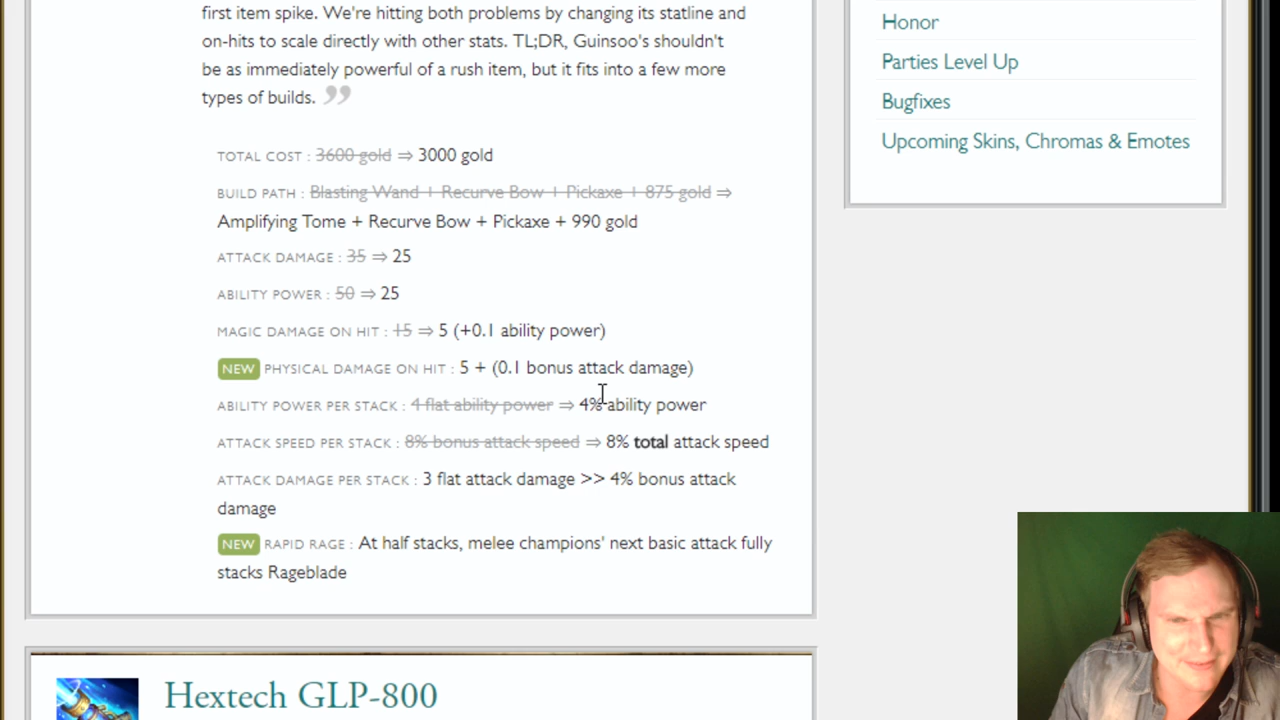 first item spike. We're hitting both problems by changing its statline and
on-hits to scale directly with other stats. TL;DR, Guinsoo's shouldn't
be as immediately powerful of a rush item, but it fits into a few more
types of builds. ”
TOTAL COST : 3600 gold ⇒ 3000 gold
BUILD PATH : Blasting Wand + Recurve Bow + Pickaxe + 875 gold ⇒
Amplifying Tome + Recurve Bow + Pickaxe + 990 gold
ATTACK DAMAGE : 35 ⇒ 25
ABILITY POWER : 50 ⇒ 25
MAGIC DAMAGE ON HIT : 15 ⇒ 5 (+0.1 ability power)
NEW PHYSICAL DAMAGE ON HIT : 5 + (0.1 bonus attack damage)
ABILITY POWER PER STACK : 4 flat ability power ⇒ 4% ability power
ATTACK SPEED PER STACK : 8% bonus attack speed ⇒ 8% total attack speed
ATTACK DAMAGE PER STACK : 3 flat attack damage >> 4% bonus attack
damage
NEW RAPID RAGE : At half stacks, melee champions' next basic attack fully
stacks Rageblade
Hextech GLP-800
Honor
Parties Level Up
Bugfixes
Upcoming Skins, Chromas & Emotes